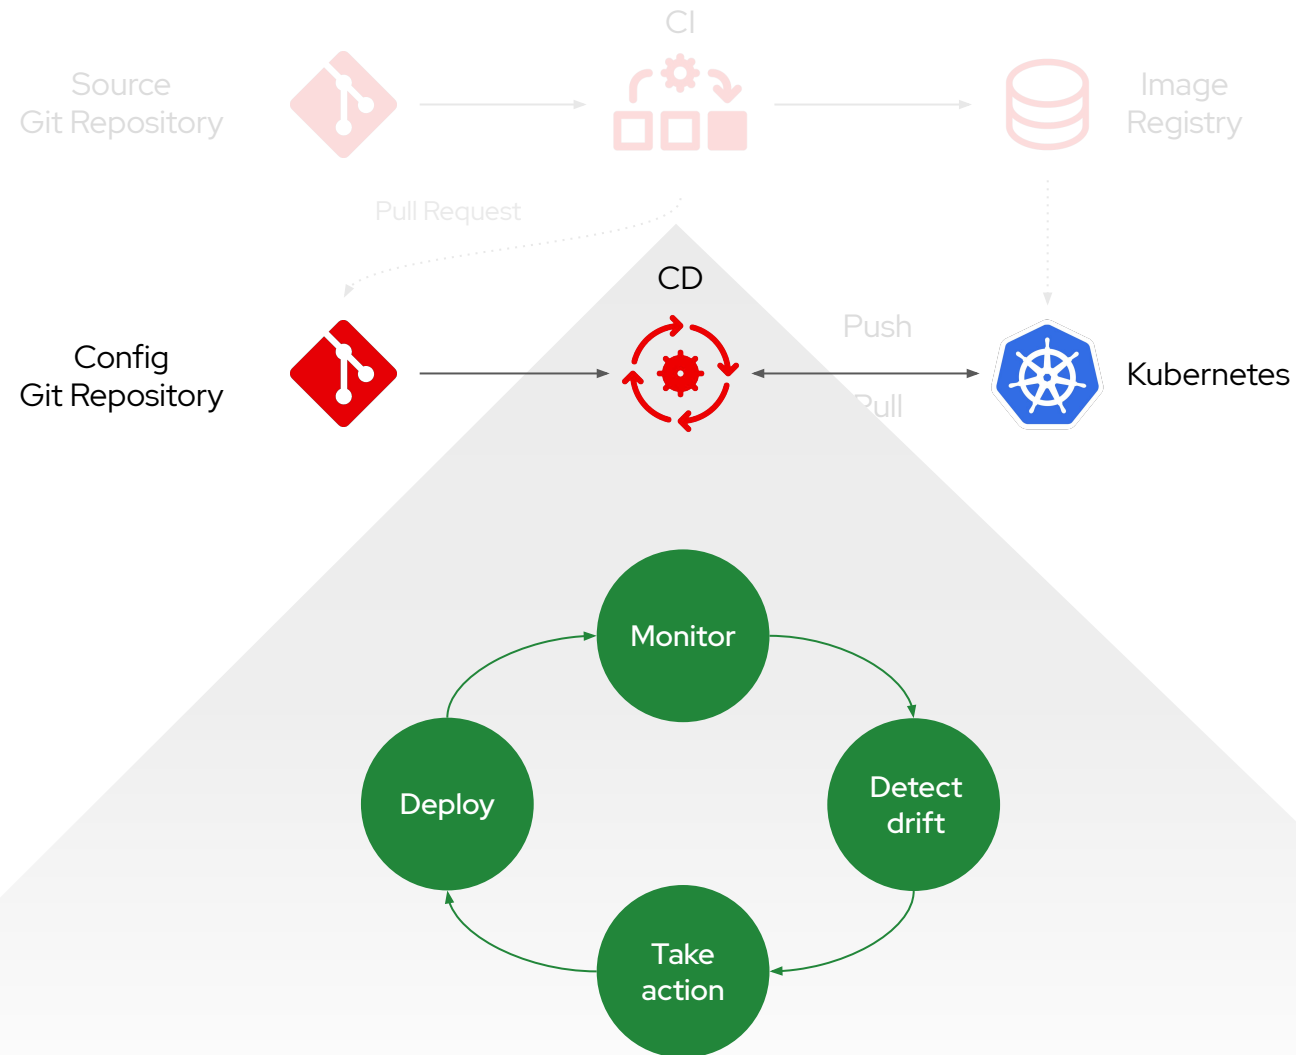 CI
Source
Git Repository
Image
Registry
Pull Request
CD
Push
Config
Git Repository
Kubernetes
Pull
Monitor
Deploy
Detect
drift
Take
action